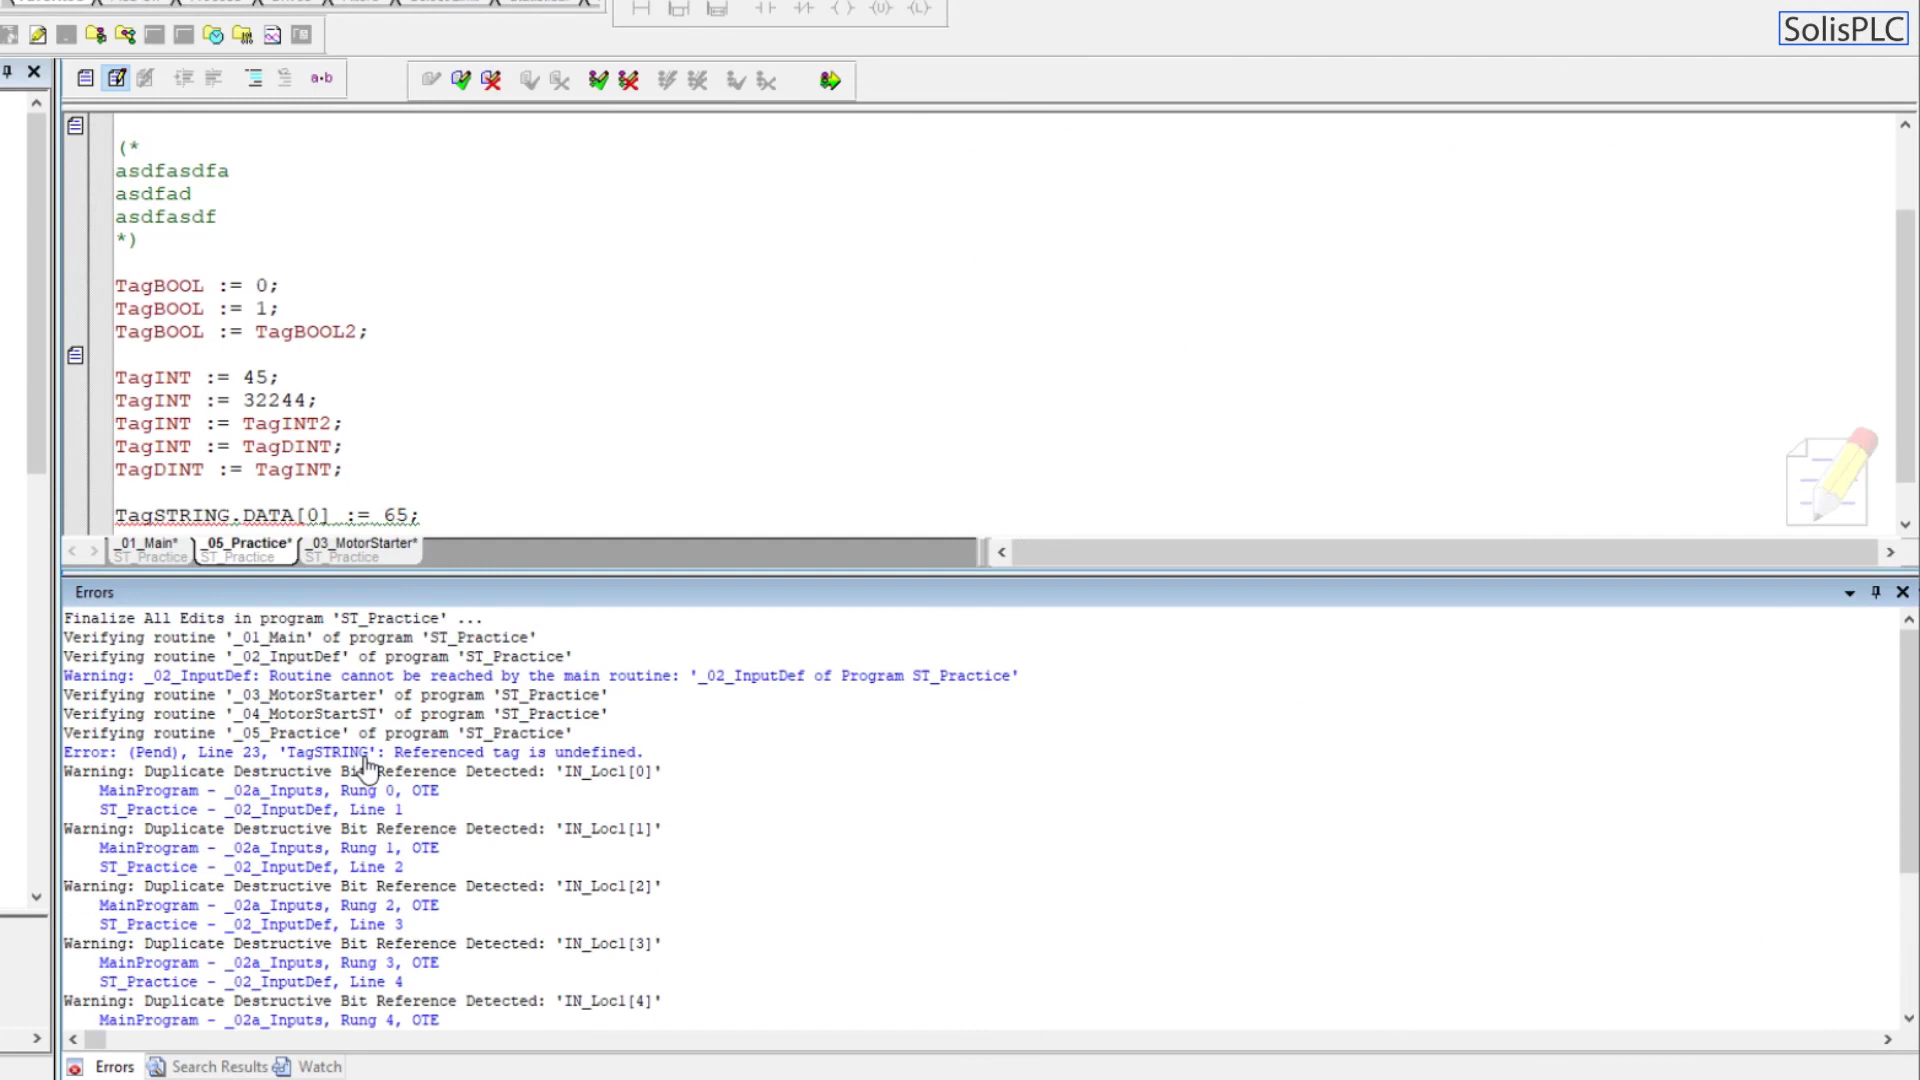 SolisPLC
a•b
(*
asdfasdfa
asdfad
asdfasdf
*)
TagBOOL := 0;
TagBOOL := 1;
TagBOOL := TagBOOL2;
TagINT := 45;
TagINT := 32244;
TagINT := TagINT2;
TagINT := TagDINT;
TagDINT := TagINT;
TagSTRING.DATA[0] := 65;
_01_Main* _05_Practice* _03_MotorStarter*
ST_Practice ST_Practice ST_Practice
Errors
Finalize All Edits in program 'ST_Practice' ...
Verifying routine '_01_Main' of program 'ST_Practice'
Verifying routine '_02_InputDef' of program 'ST_Practice'
Warning: _02_InputDef: Routine cannot be reached by the main routine: '_02_InputDef of Program ST_Practice'
Verifying routine '_03_MotorStarter' of program 'ST_Practice'
Verifying routine '_04_MotorStartST' of program 'ST_Practice'
Verifying routine '_05_Practice' of program 'ST_Practice'
Error: (Pend), Line 23, 'TagSTRING': Referenced tag is undefined.
Warning: Duplicate Destructive Bit Reference Detected: 'IN_Loc1[0]'
MainProgram - _02a_Inputs, Rung 0, OTE
ST_Practice - _02_InputDef, Line 1
Warning: Duplicate Destructive Bit Reference Detected: 'IN_Loc1[1]'
MainProgram - _02a_Inputs, Rung 1, OTE
ST_Practice - _02_InputDef, Line 2
Warning: Duplicate Destructive Bit Reference Detected: 'IN_Loc1[2]'
MainProgram - _02a_Inputs, Rung 2, OTE
ST_Practice - _02_InputDef, Line 3
Warning: Duplicate Destructive Bit Reference Detected: 'IN_Loc1[3]'
MainProgram - _02a_Inputs, Rung 3, OTE
ST_Practice - _02_InputDef, Line 4
Warning: Duplicate Destructive Bit Reference Detected: 'IN_Loc1[4]'
MainProgram - _02a_Inputs, Rung 4, OTE
Errors Search Results Watch